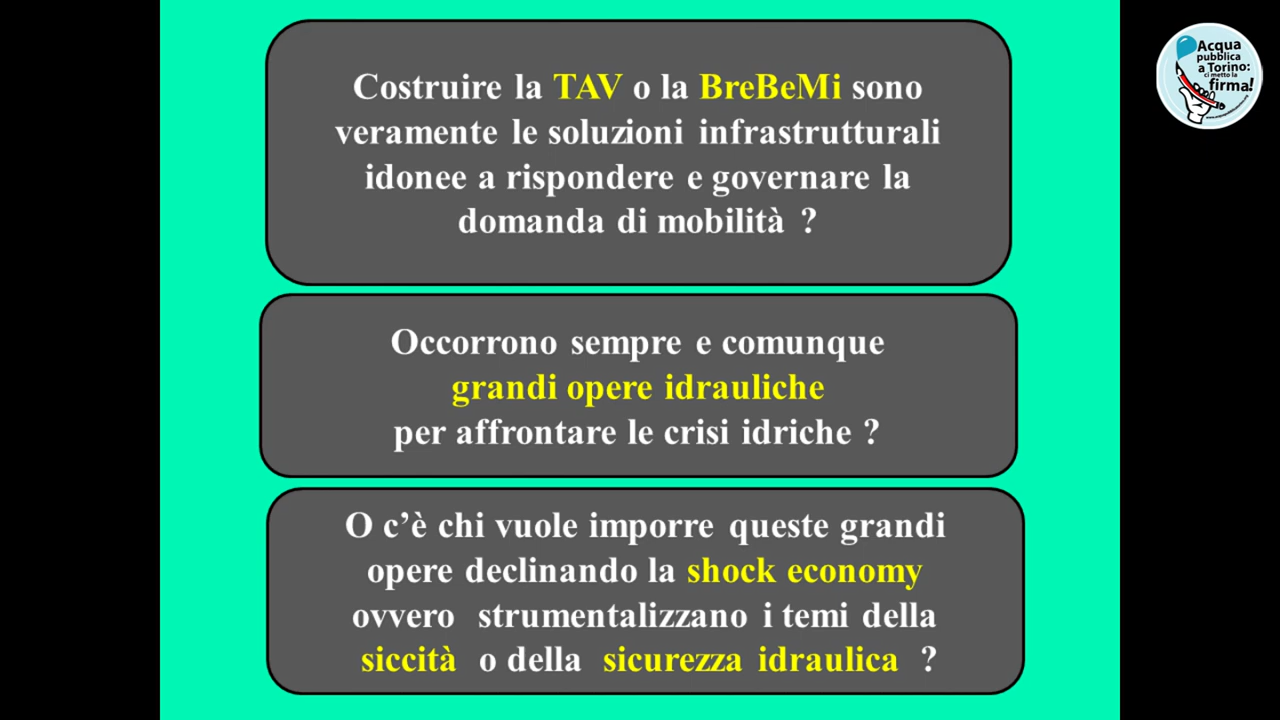 Costruire la TAV o la BreBeMi sono
veramente le soluzioni infrastrutturali
idonee a rispondere e governare la
domanda di mobilità ?
Occorrono sempre e comunque
grandi opere idrauliche
per affrontare le crisi idriche ?
O c’è chi vuole imporre queste grandi
opere declinando la shock economy
ovvero strumentalizzano i temi della
siccità o della sicurezza idraulica ?
Acqua
pubblica
a Torino:
ci metto la
firma!